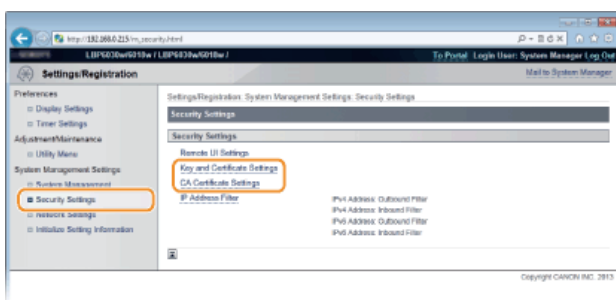 http://192.168.0.215/m_security.html
LBP6030w/6018w / LBP6030w/6018w /
To Portal Login User: System Manager Log Out
Settings/Registration
Mail to System Manager
Preferences
Display Settings
Timer Settings
Adjustment/Maintenance
Utility Menu
System Management Settings
System Management
Security Settings
Network Settings
Initialize Setting Information
Settings/Registration: System Management Settings: Security Settings
Security Settings
Security Settings
Remote UI Settings
Key and Certificate Settings
CA Certificate Settings
IP Address Filter
IPv4 Address: Outbound Filter
IPv4 Address: Inbound Filter
IPv6 Address: Outbound Filter
IPv6 Address: Inbound Filter
Copyright CANON INC. 2013